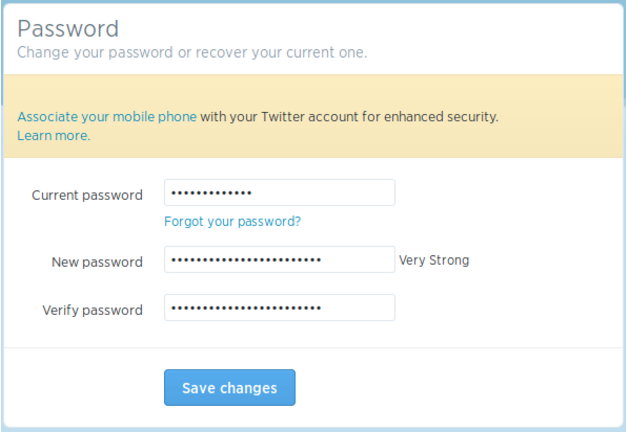 Password
Change your password or recover your current one.
Associate your mobile phone with your Twitter account for enhanced security.
Learn more.
Current password •••••••••••••
Forgot your password?
New password •••••••••••••••••••••••• Very Strong
Verify password ••••••••••••••••••••••••
Save changes